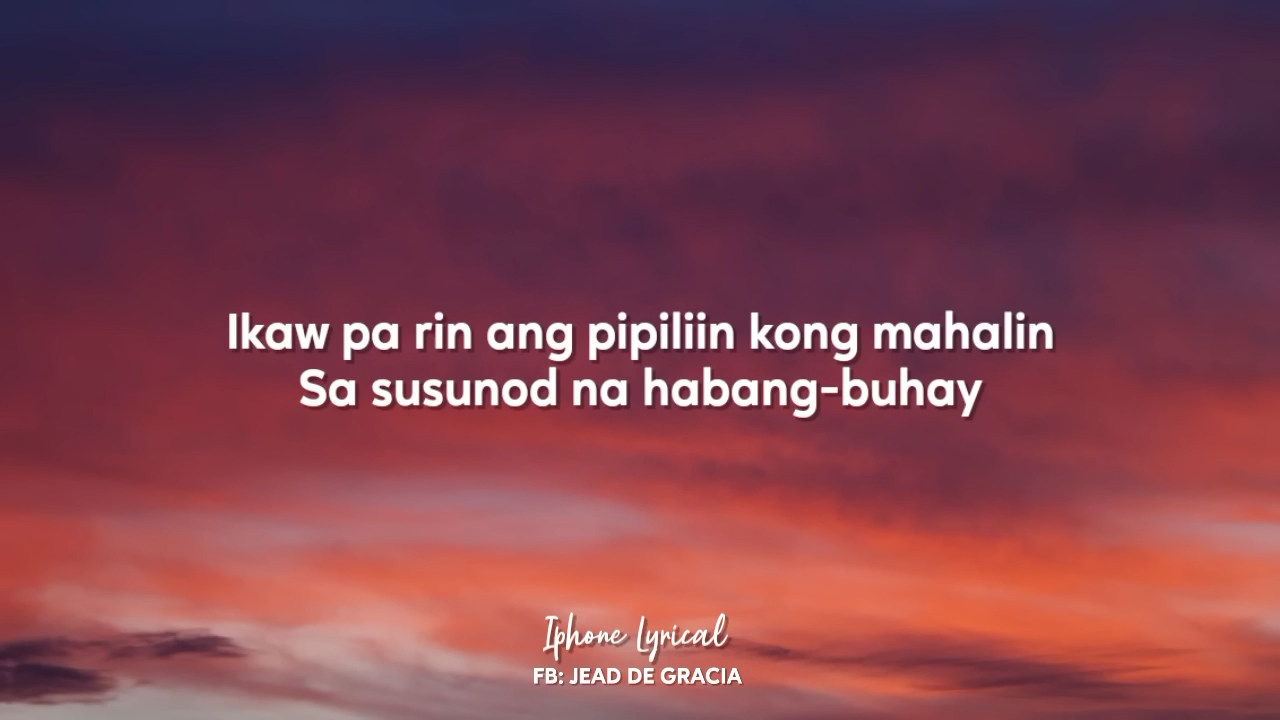 Ikaw pa rin ang pipiliin kong mahalin
Sa susunod na habang-buhay
Iphone Lyrical
FB: JEAD DE GRACIA